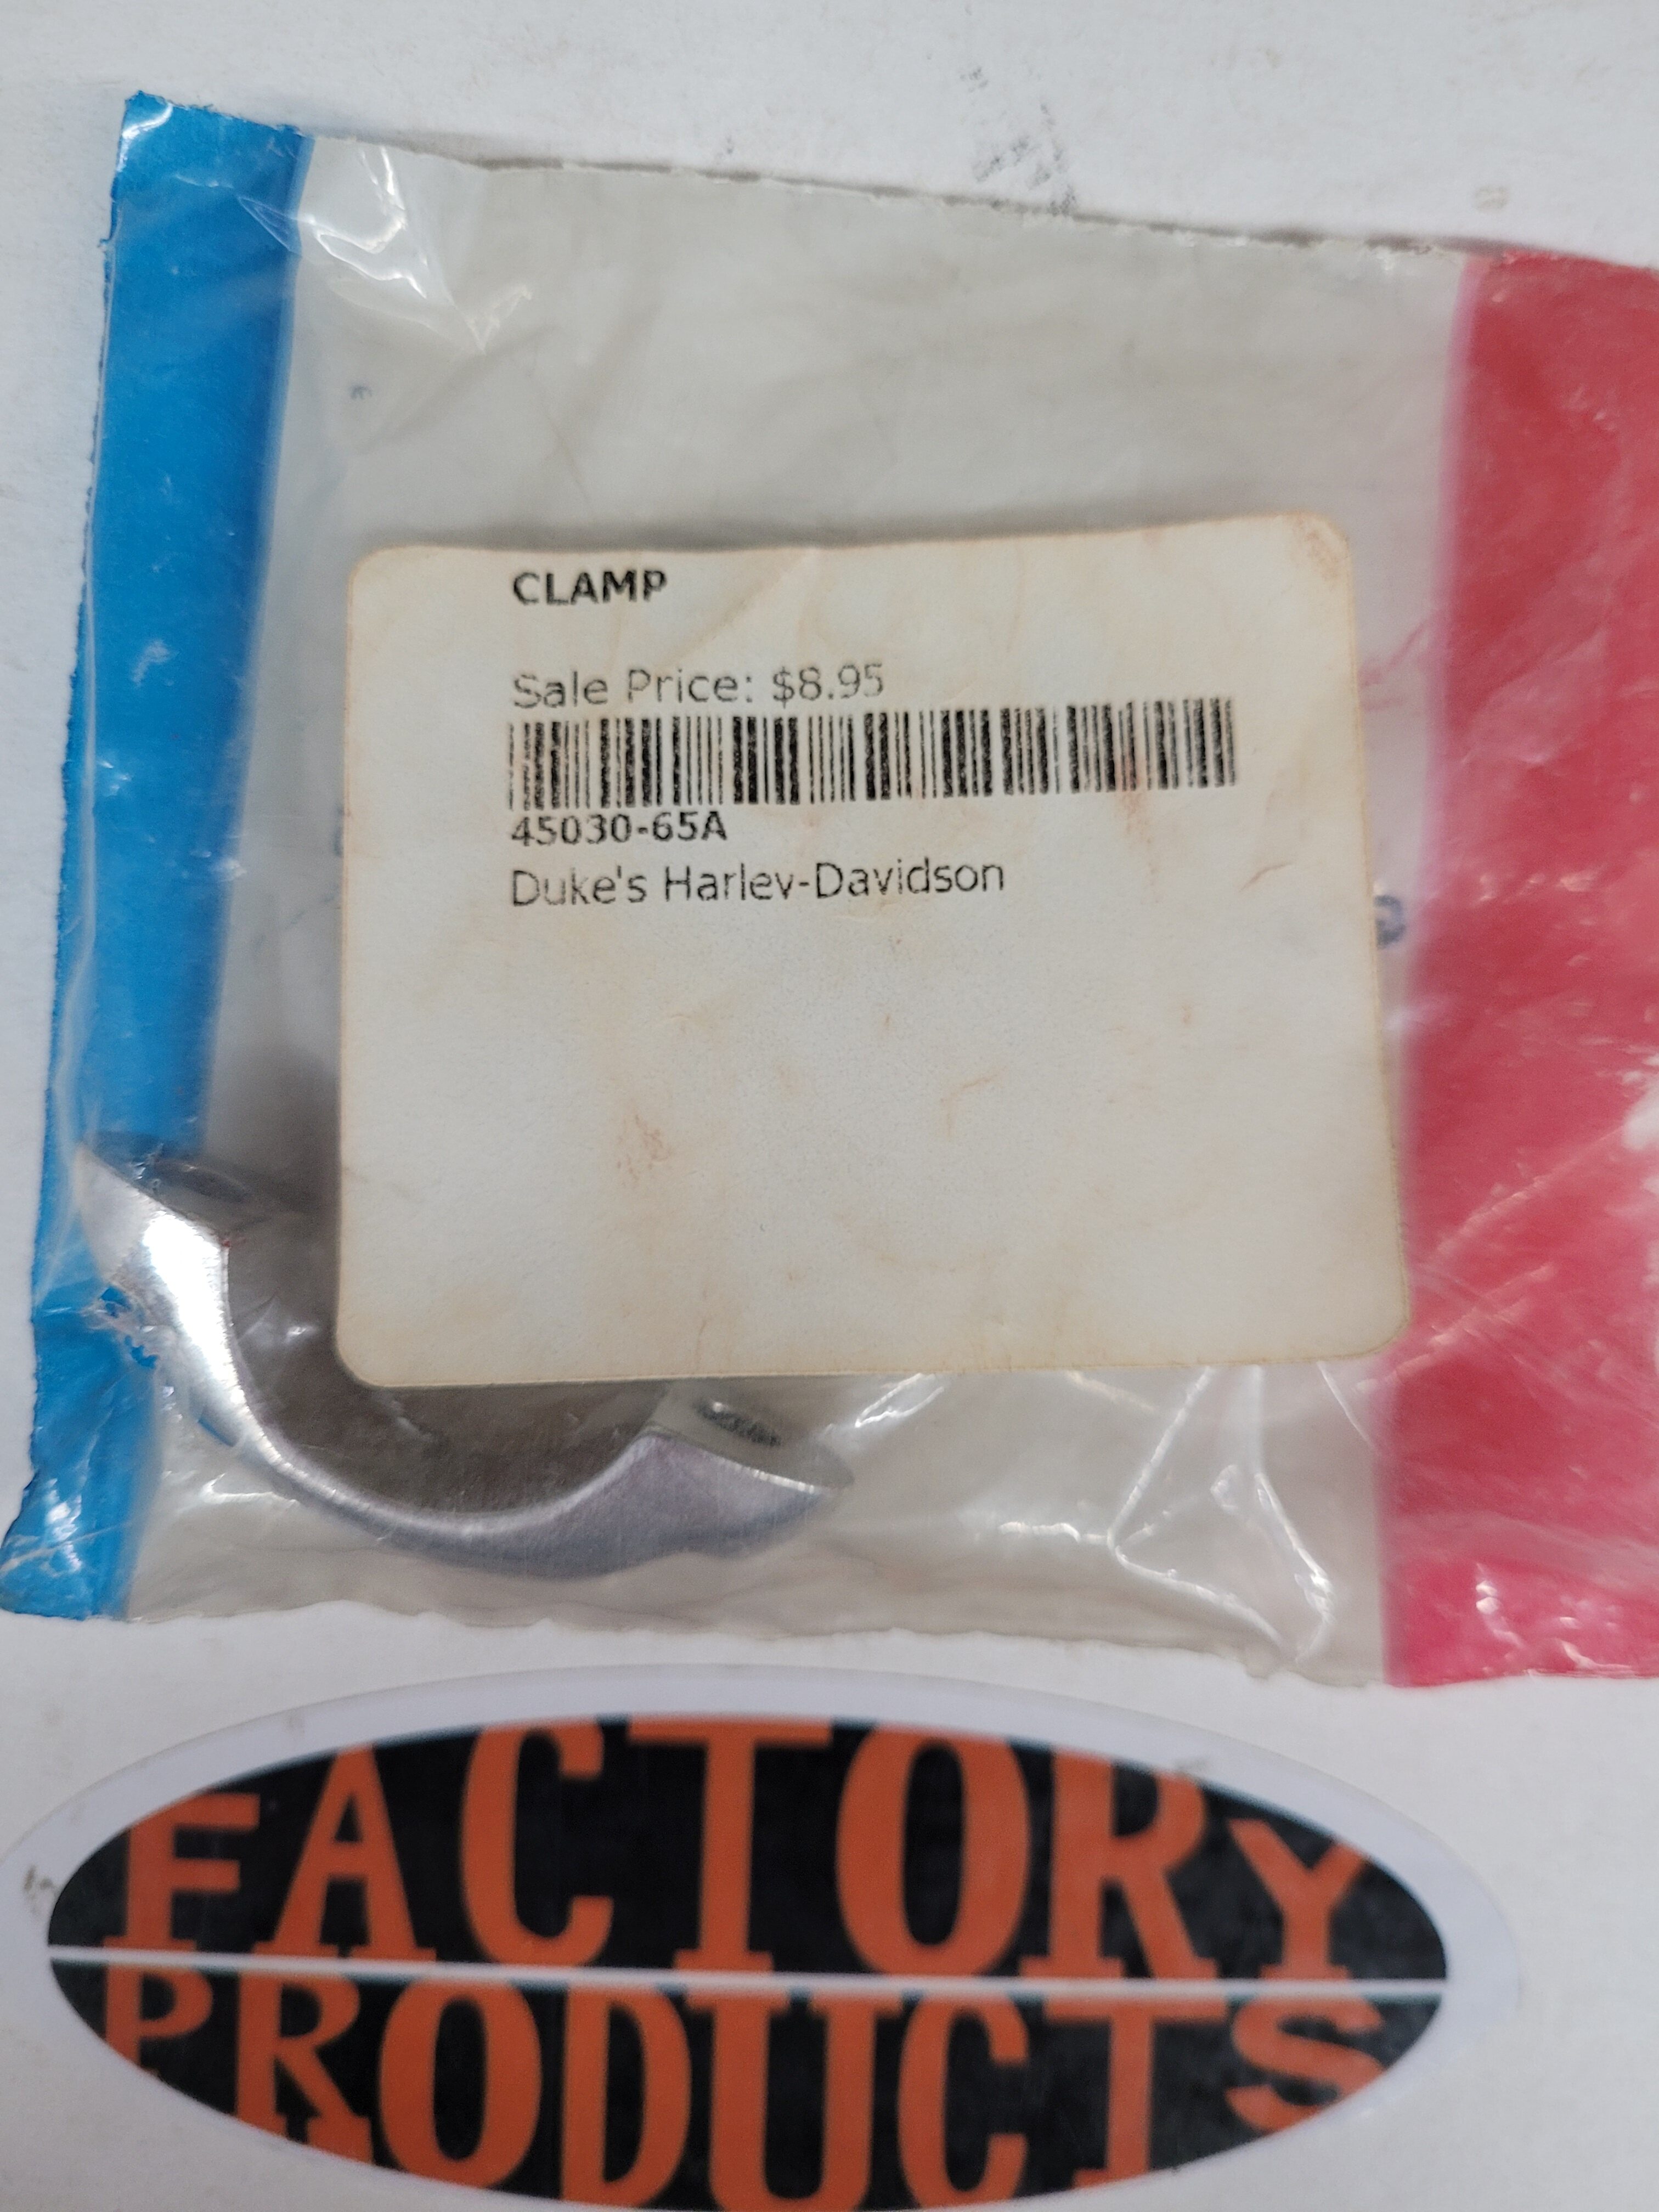 CLAMP
Sale Price: $8.95
45030-65A
Duke's Harley-Davidson
FACTORY
PRODUCTS